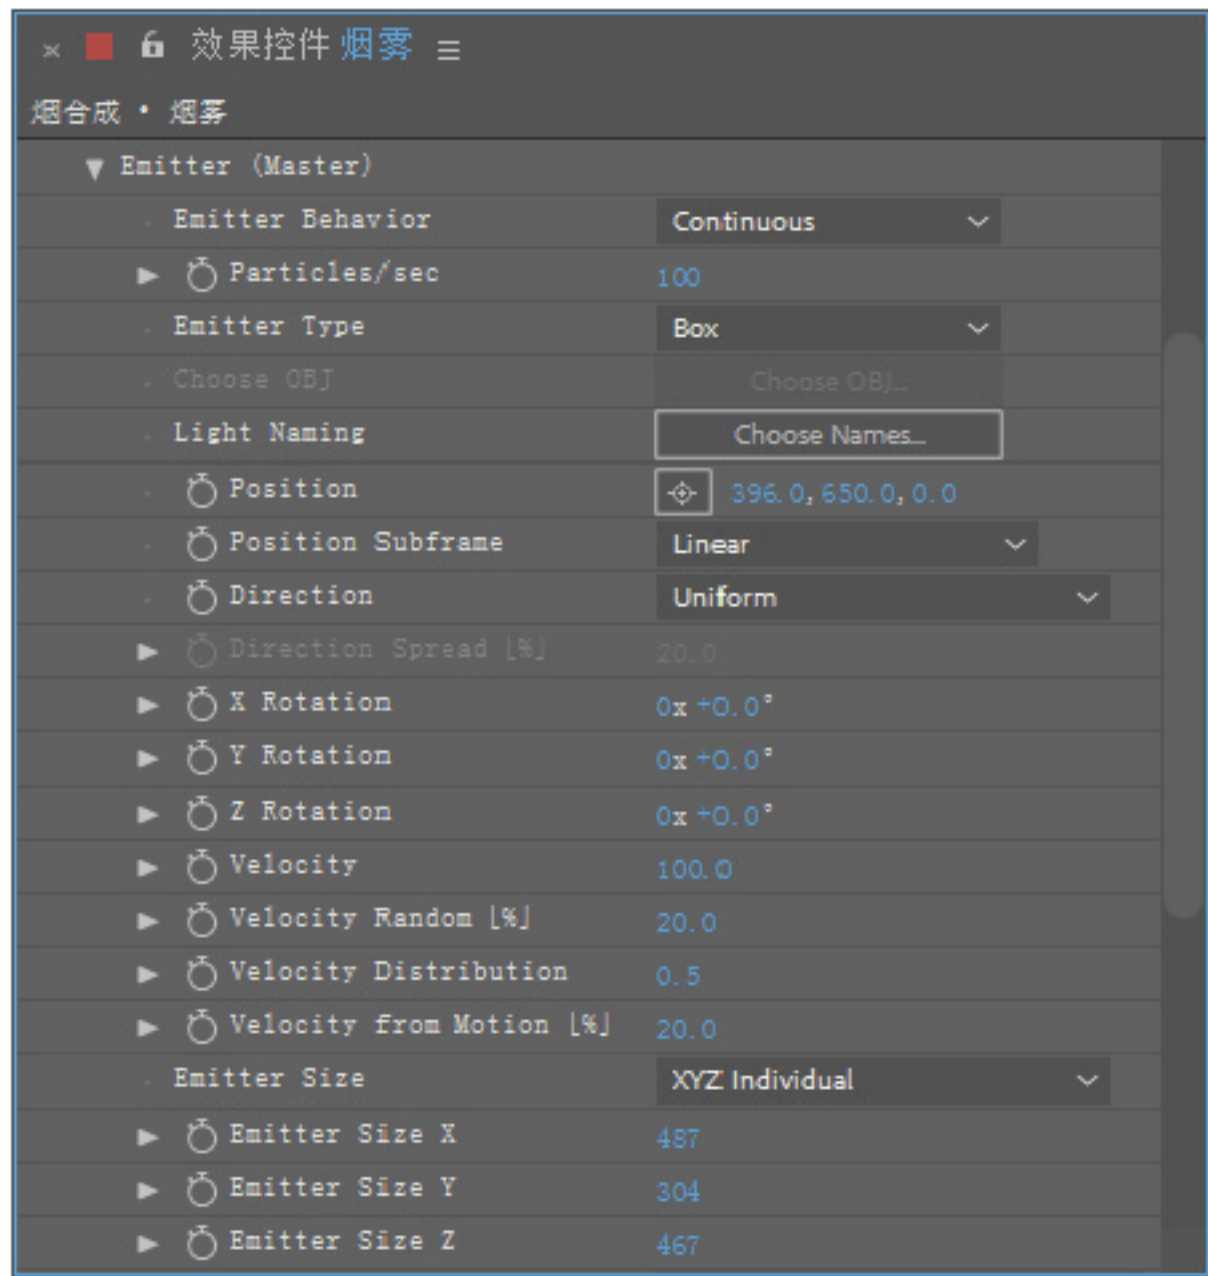 效果控件 烟雾
烟合成 • 烟雾
Emitter (Master)
Emitter Behavior Continuous
Particles/sec 100
Emitter Type Box
Choose OBJ Choose OBJ...
Light Naming Choose Names...
Position 396.0, 650.0, 0.0
Position Subframe Linear
Direction Uniform
Direction Spread [%] 20.0
X Rotation 0x +0.0°
Y Rotation 0x +0.0°
Z Rotation 0x +0.0°
Velocity 100.0
Velocity Random [%] 20.0
Velocity Distribution 0.5
Velocity from Motion [%] 20.0
Emitter Size XYZ Individual
Emitter Size X 487
Emitter Size Y 304
Emitter Size Z 467